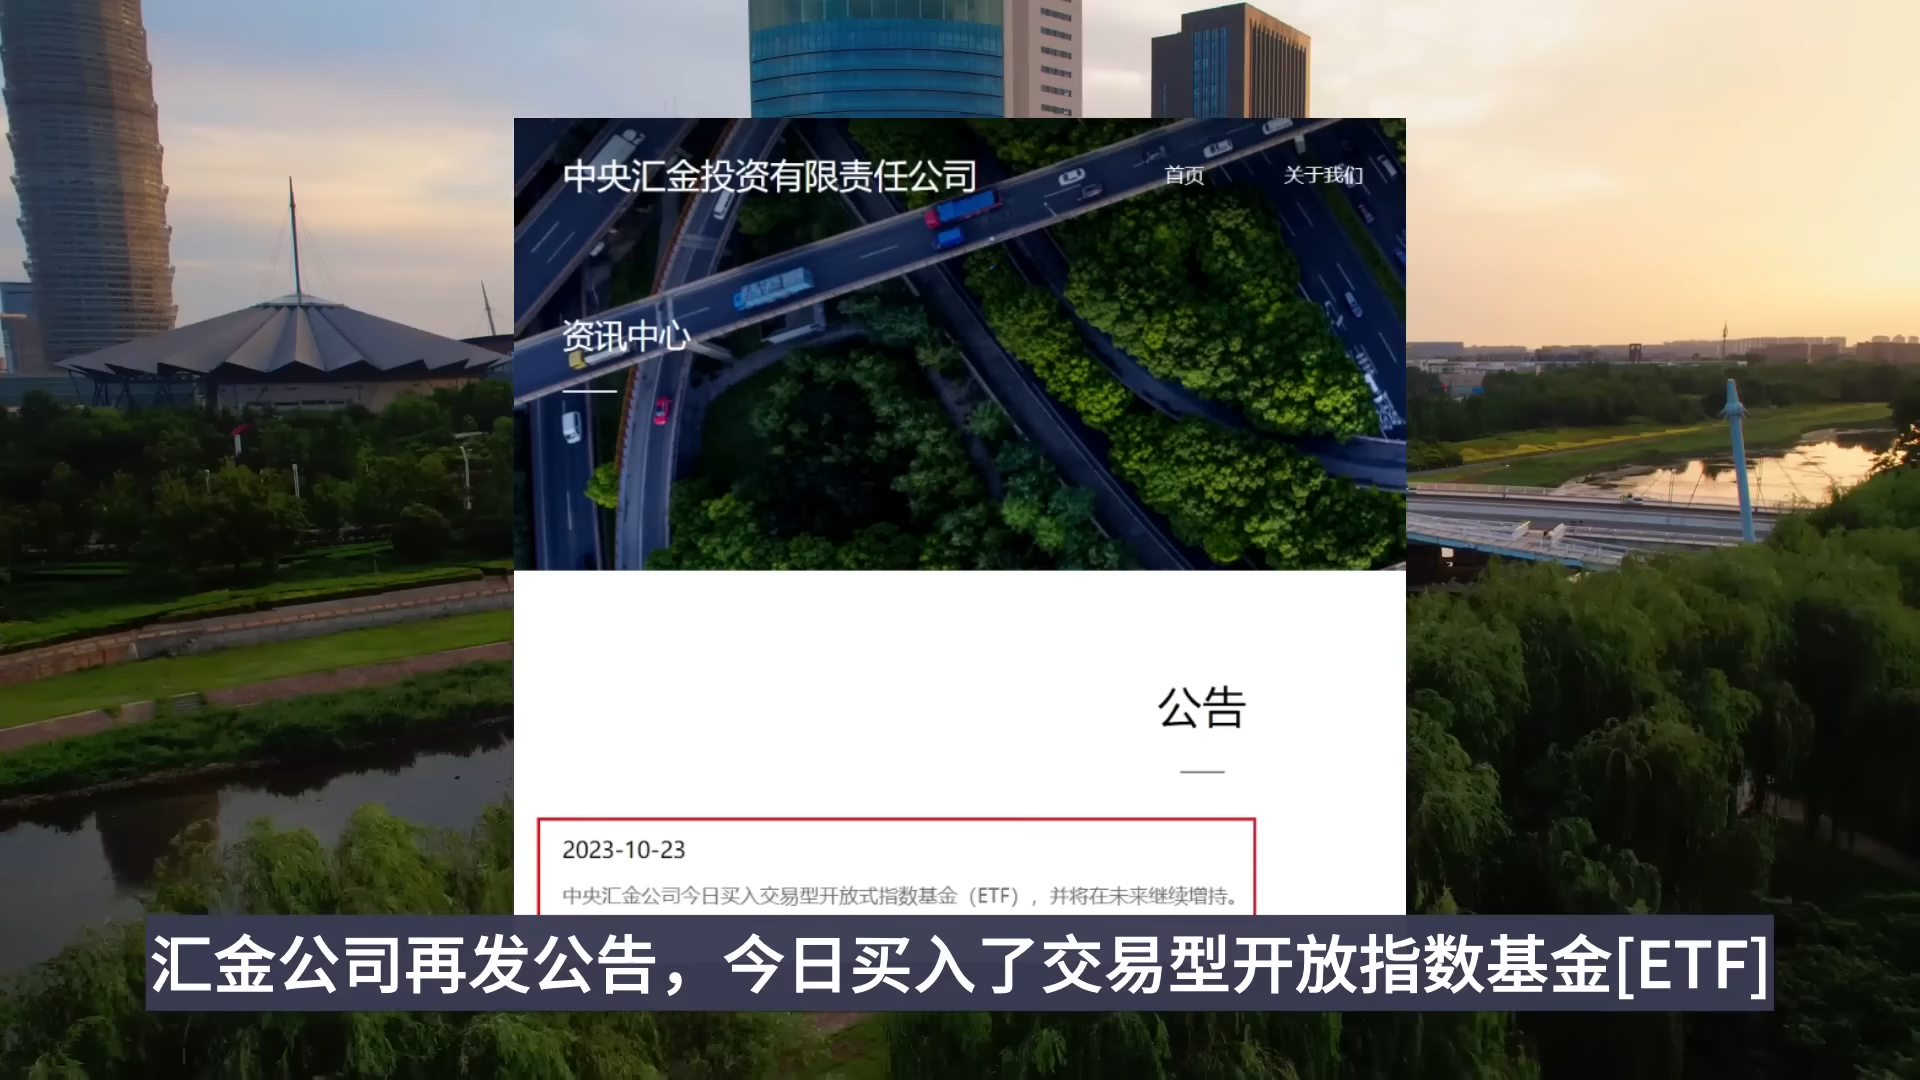 中央汇金投资有限责任公司
首页
关于我们
资讯中心
公告
2023-10-23
中央汇金公司今日买入交易型开放式指数基金（ETF），并将在未来继续增持。
汇金公司再发公告，今日买入了交易型开放指数基金[ETF]